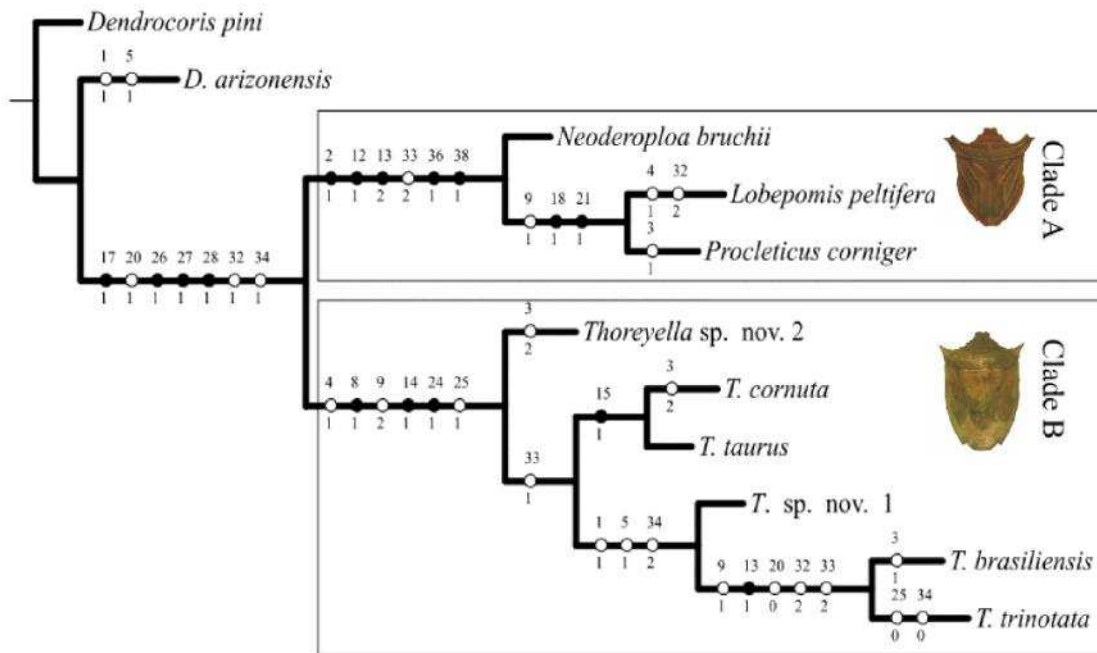 Dendrocoris pini
1 5
D. arizonensis
1 1
Neoderoploa bruchii
2 12 13 33 36 38
1 1 2 2 1 1
4 32
Lobepomis peltifera
1 2
9 18 21
1 1 1
3
Procleticus corniger
1
Clade A
17 20 26 27 28 32 34
1 1 1 1 1 1 1
3
Thoreyella sp. nov. 2
2
4 8 9 14 24 25
1 1 2 1 1 1
15
1
3
T. cornuta
2
T. taurus
33
1
Clade B
T. sp. nov. 1
1 5 34
1 1 2
3
T. brasiliensis
1
9 13 20 32 33
1 1 0 2 2
25 34
T. trinotata
0 0